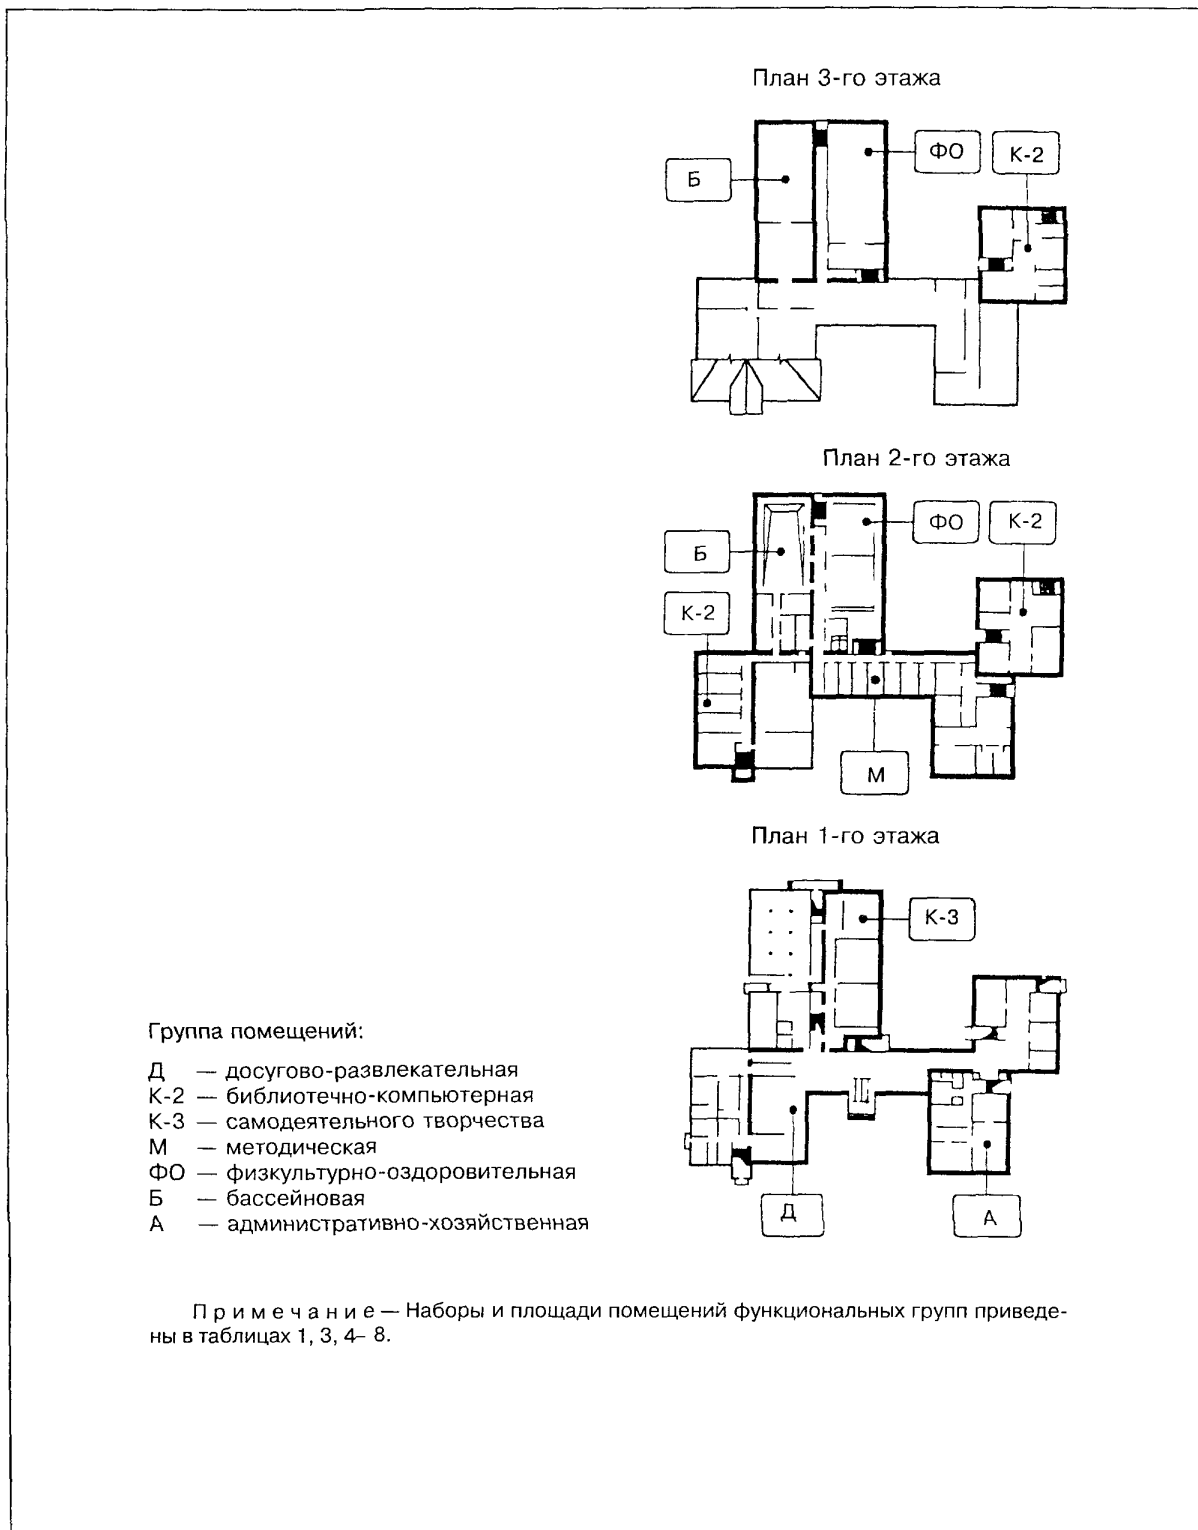 План 3-го этажа
ФО
К-2
Б
План 2-го этажа
ФО
К-2
Б
К-2
М
План 1-го этажа
К-3
Группа помещений:
Д — досугово-развлекательная
К-2 — библиотечно-компьютерная
К-3 — самодеятельного творчества
М — методическая
ФО — физкультурно-оздоровительная
Б — бассейновая
А — административно-хозяйственная
Д
А
Примечание — Наборы и площади помещений функциональных групп приведе-
ны в таблицах 1, 3, 4– 8.